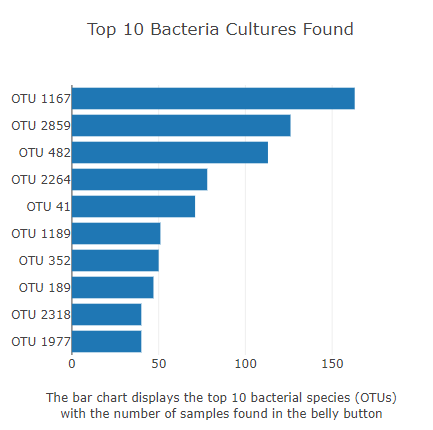 Top 10 Bacteria Cultures Found
OTU 1167
OTU 2859
OTU 482
OTU 2264
OTU 41
OTU 1189
OTU 352
OTU 189
OTU 2318
OTU 1977
0 50 100 150
The bar chart displays the top 10 bacterial species (OTUs)
with the number of samples found in the belly button